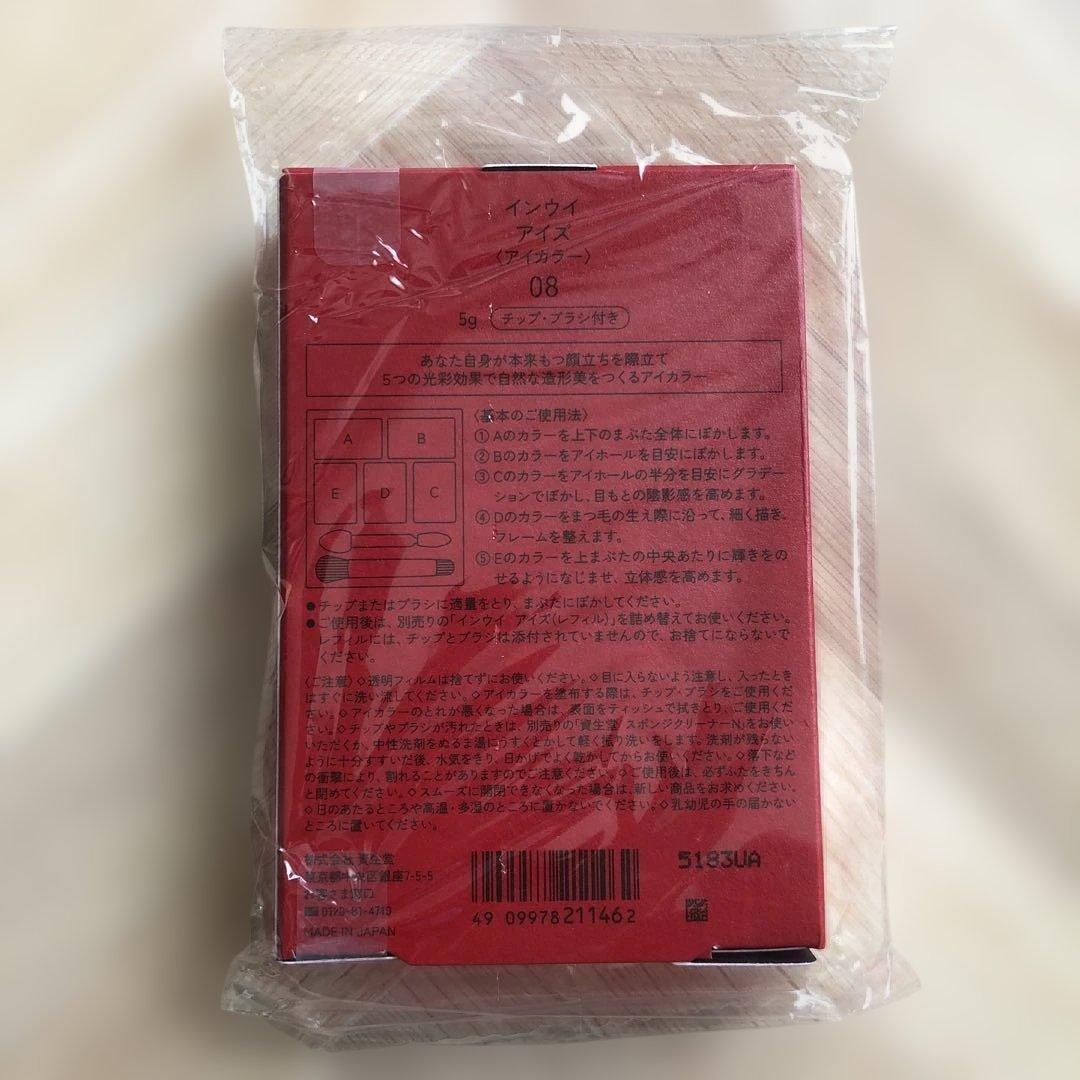 インウイ
アイズ
〈アイカラー〉
08
5g チップ・ブラシ付き
あなた自身が本来もつ顔立ちを際立て
5つの光彩効果で自然な造形美をつくるアイカラー
A B
E D C
〈基本のご使用法〉
①Aのカラーを上下のまぶた全体にぼかします。
②Bのカラーをアイホールを目安にぼかします。
③Cのカラーをアイホールの半分を目安にグラデー
ションでぼかし、目もとの陰影感を高めます。
④Dのカラーをまつ毛の生え際に沿って、細く描き、
フレームを整えます。
⑤Eのカラーを上まぶたの中央あたりに輝きをの
せるようになじませ、立体感を高めます。
●チップまたはブラシに適量をとり、まぶたにぼかしてください。
●ご使用後は、別売りの「インウイ アイズ(レフィル)」を詰め替えてお使いください。
レフィルには、チップとブラシは添付されていませんので、お捨てにならないで
ください。
〈ご注意〉◇透明フィルムは捨てずにお使いください。◇目に入らないよう注意し、入ったとき
はすぐに洗い流してください。◇アイカラーを塗布する際は、チップ・ブラシをご使用くだ
さい。◇アイカラーのとれが悪くなった場合は、表面をティッシュで拭きとり、ご使用くだ
さい。◇チップやブラシが汚れたときは、別売りの「資生堂 スポンジクリーナーN」をお使い
いただくか、中性洗剤をぬるま湯にうすくとかして軽く振り洗いをします。洗剤が残らない
ように十分すすいだ後、水気をきり、日かげでよく乾かしてからお使いください。◇落下など
の衝撃により、割れることがありますのでご注意ください。◇ご使用後は、必ずふたをきちん
と閉めてください。◇スムーズに開閉できなくなった場合は、新しい商品をお求めください。
◇日のあたるところや高温・多湿のところに置かないでください。◇乳幼児の手の届かない
ところに置いてください。
株式会社 資生堂
東京都中央区銀座7-5-5
お客さま窓口
0120-81-4710
MADE IN JAPAN
4909978211462
5183UA